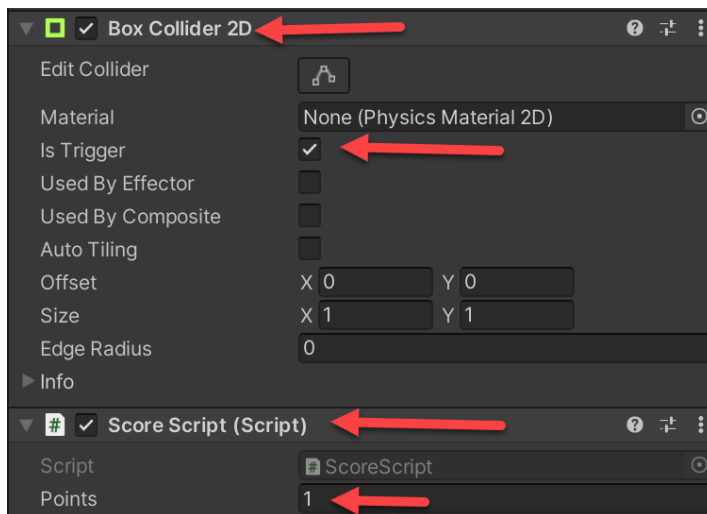 Box Collider 2D
Edit Collider
Material None (Physics Material 2D)
Is Trigger
Used By Effector
Used By Composite
Auto Tiling
Offset X 0 Y 0
Size X 1 Y 1
Edge Radius 0
Info
# Score Script (Script)
Script # ScoreScript
Points 1